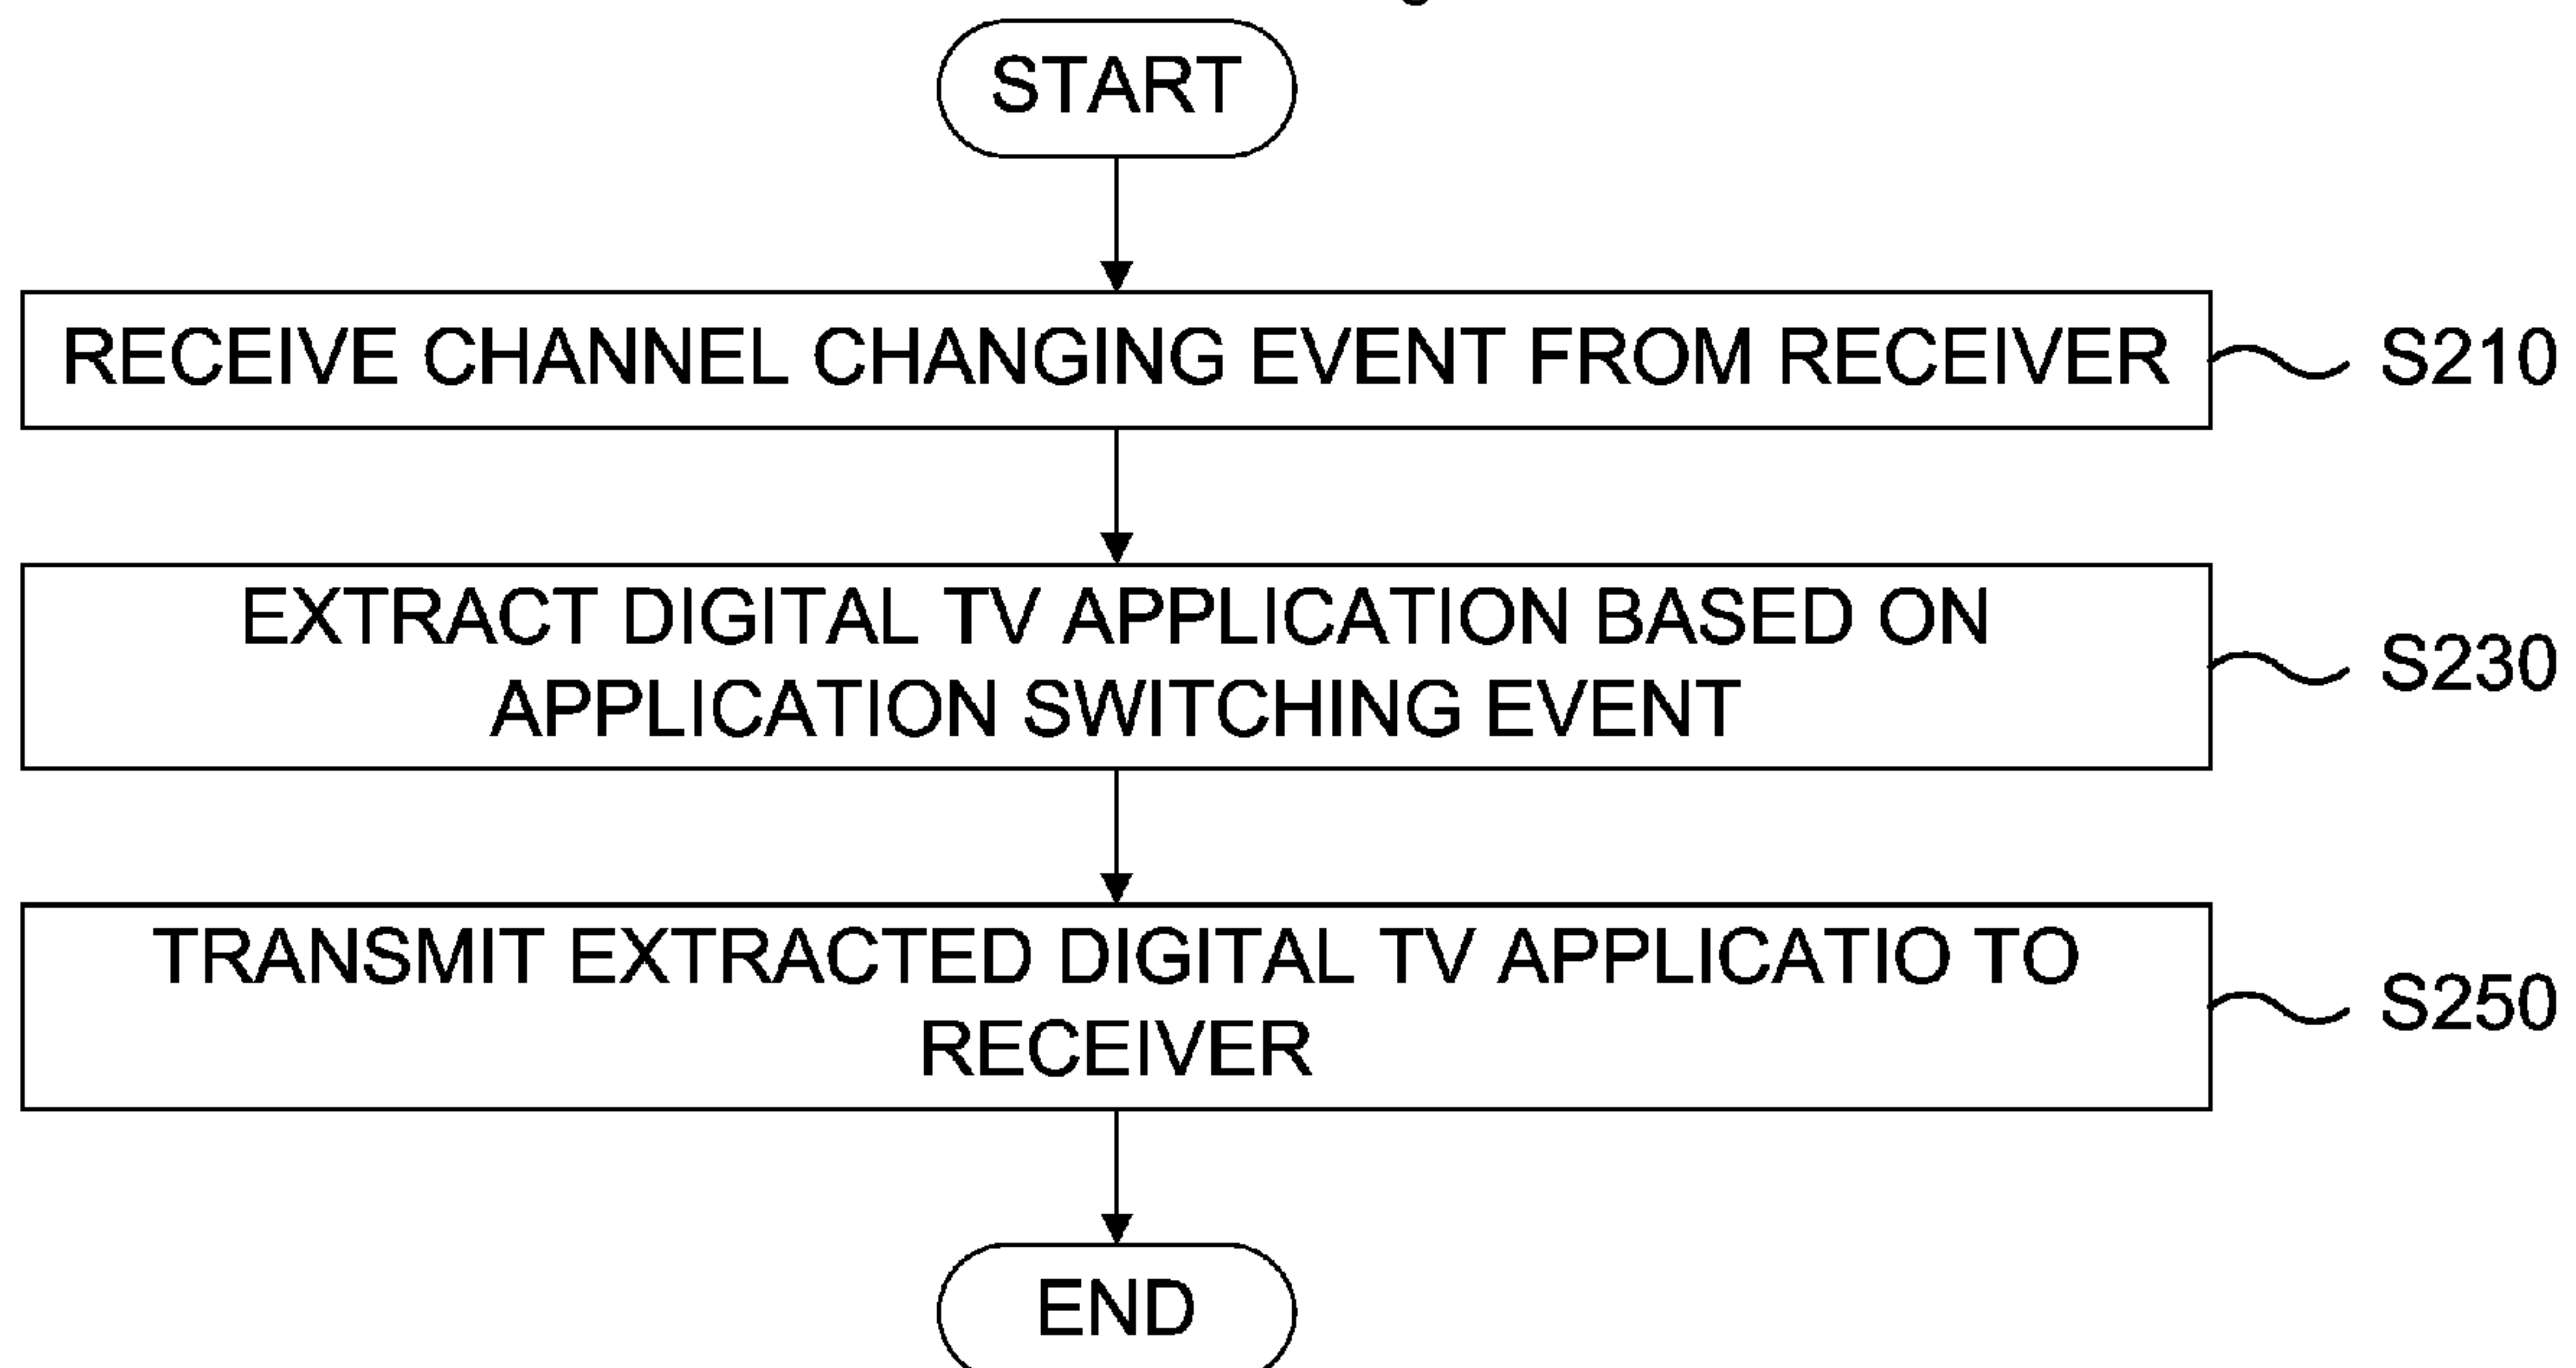 START
RECEIVE CHANNEL CHANGING EVENT FROM RECEIVER
S210
EXTRACT DIGITAL TV APPLICATION BASED ON
APPLICATION SWITCHING EVENT
S230
TRANSMIT EXTRACTED DIGITAL TV APPLICATIO TO
RECEIVER
S250
END